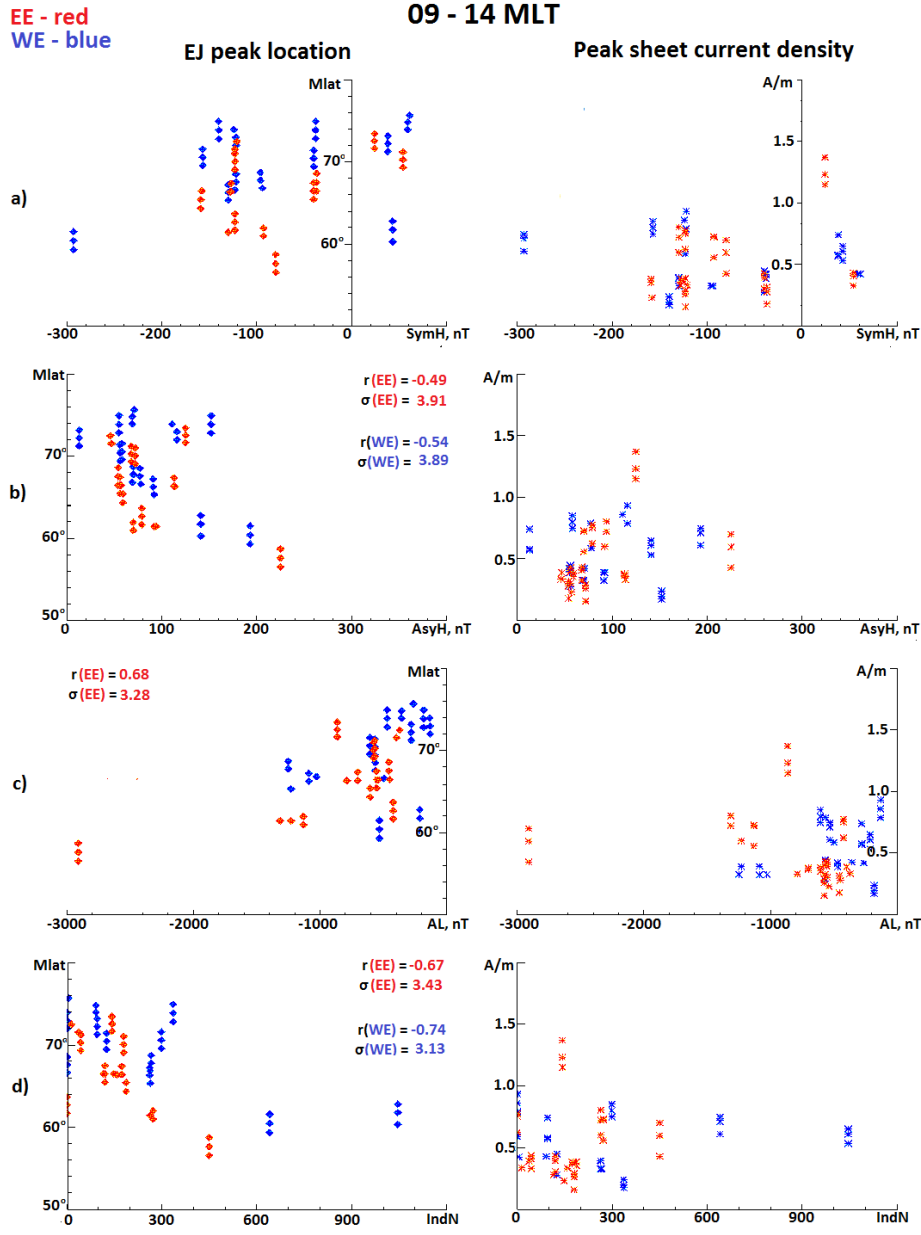 09 - 14 MLT
EE - red
WE - blue
EJ peak location
Peak sheet current density
a)
Mlat
70°
60°
-300
-200
-100
0
SymH, nT
A/m
1.5
1.0
0.5
-300
-200
-100
0
SymH, nT
b)
Mlat
70°
60°
50°
0
100
200
300
AsyH, nT
r(EE) = -0.49
σ(EE) = 3.91
r(WE) = -0.54
σ(WE) = 3.89
A/m
1.5
1.0
0.5
0
100
200
300
AsyH, nT
c)
r(EE) = 0.68
σ(EE) = 3.28
Mlat
70°
60°
-3000
-2000
-1000
AL, nT
A/m
1.5
1.0
0.5
-3000
-2000
-1000
AL, nT
d)
Mlat
70°
60°
50°
0
300
600
900
IndN
r(EE) = -0.67
σ(EE) = 3.43
r(WE) = -0.74
σ(WE) = 3.13
A/m
1.5
1.0
0.5
0
300
600
900
IndN